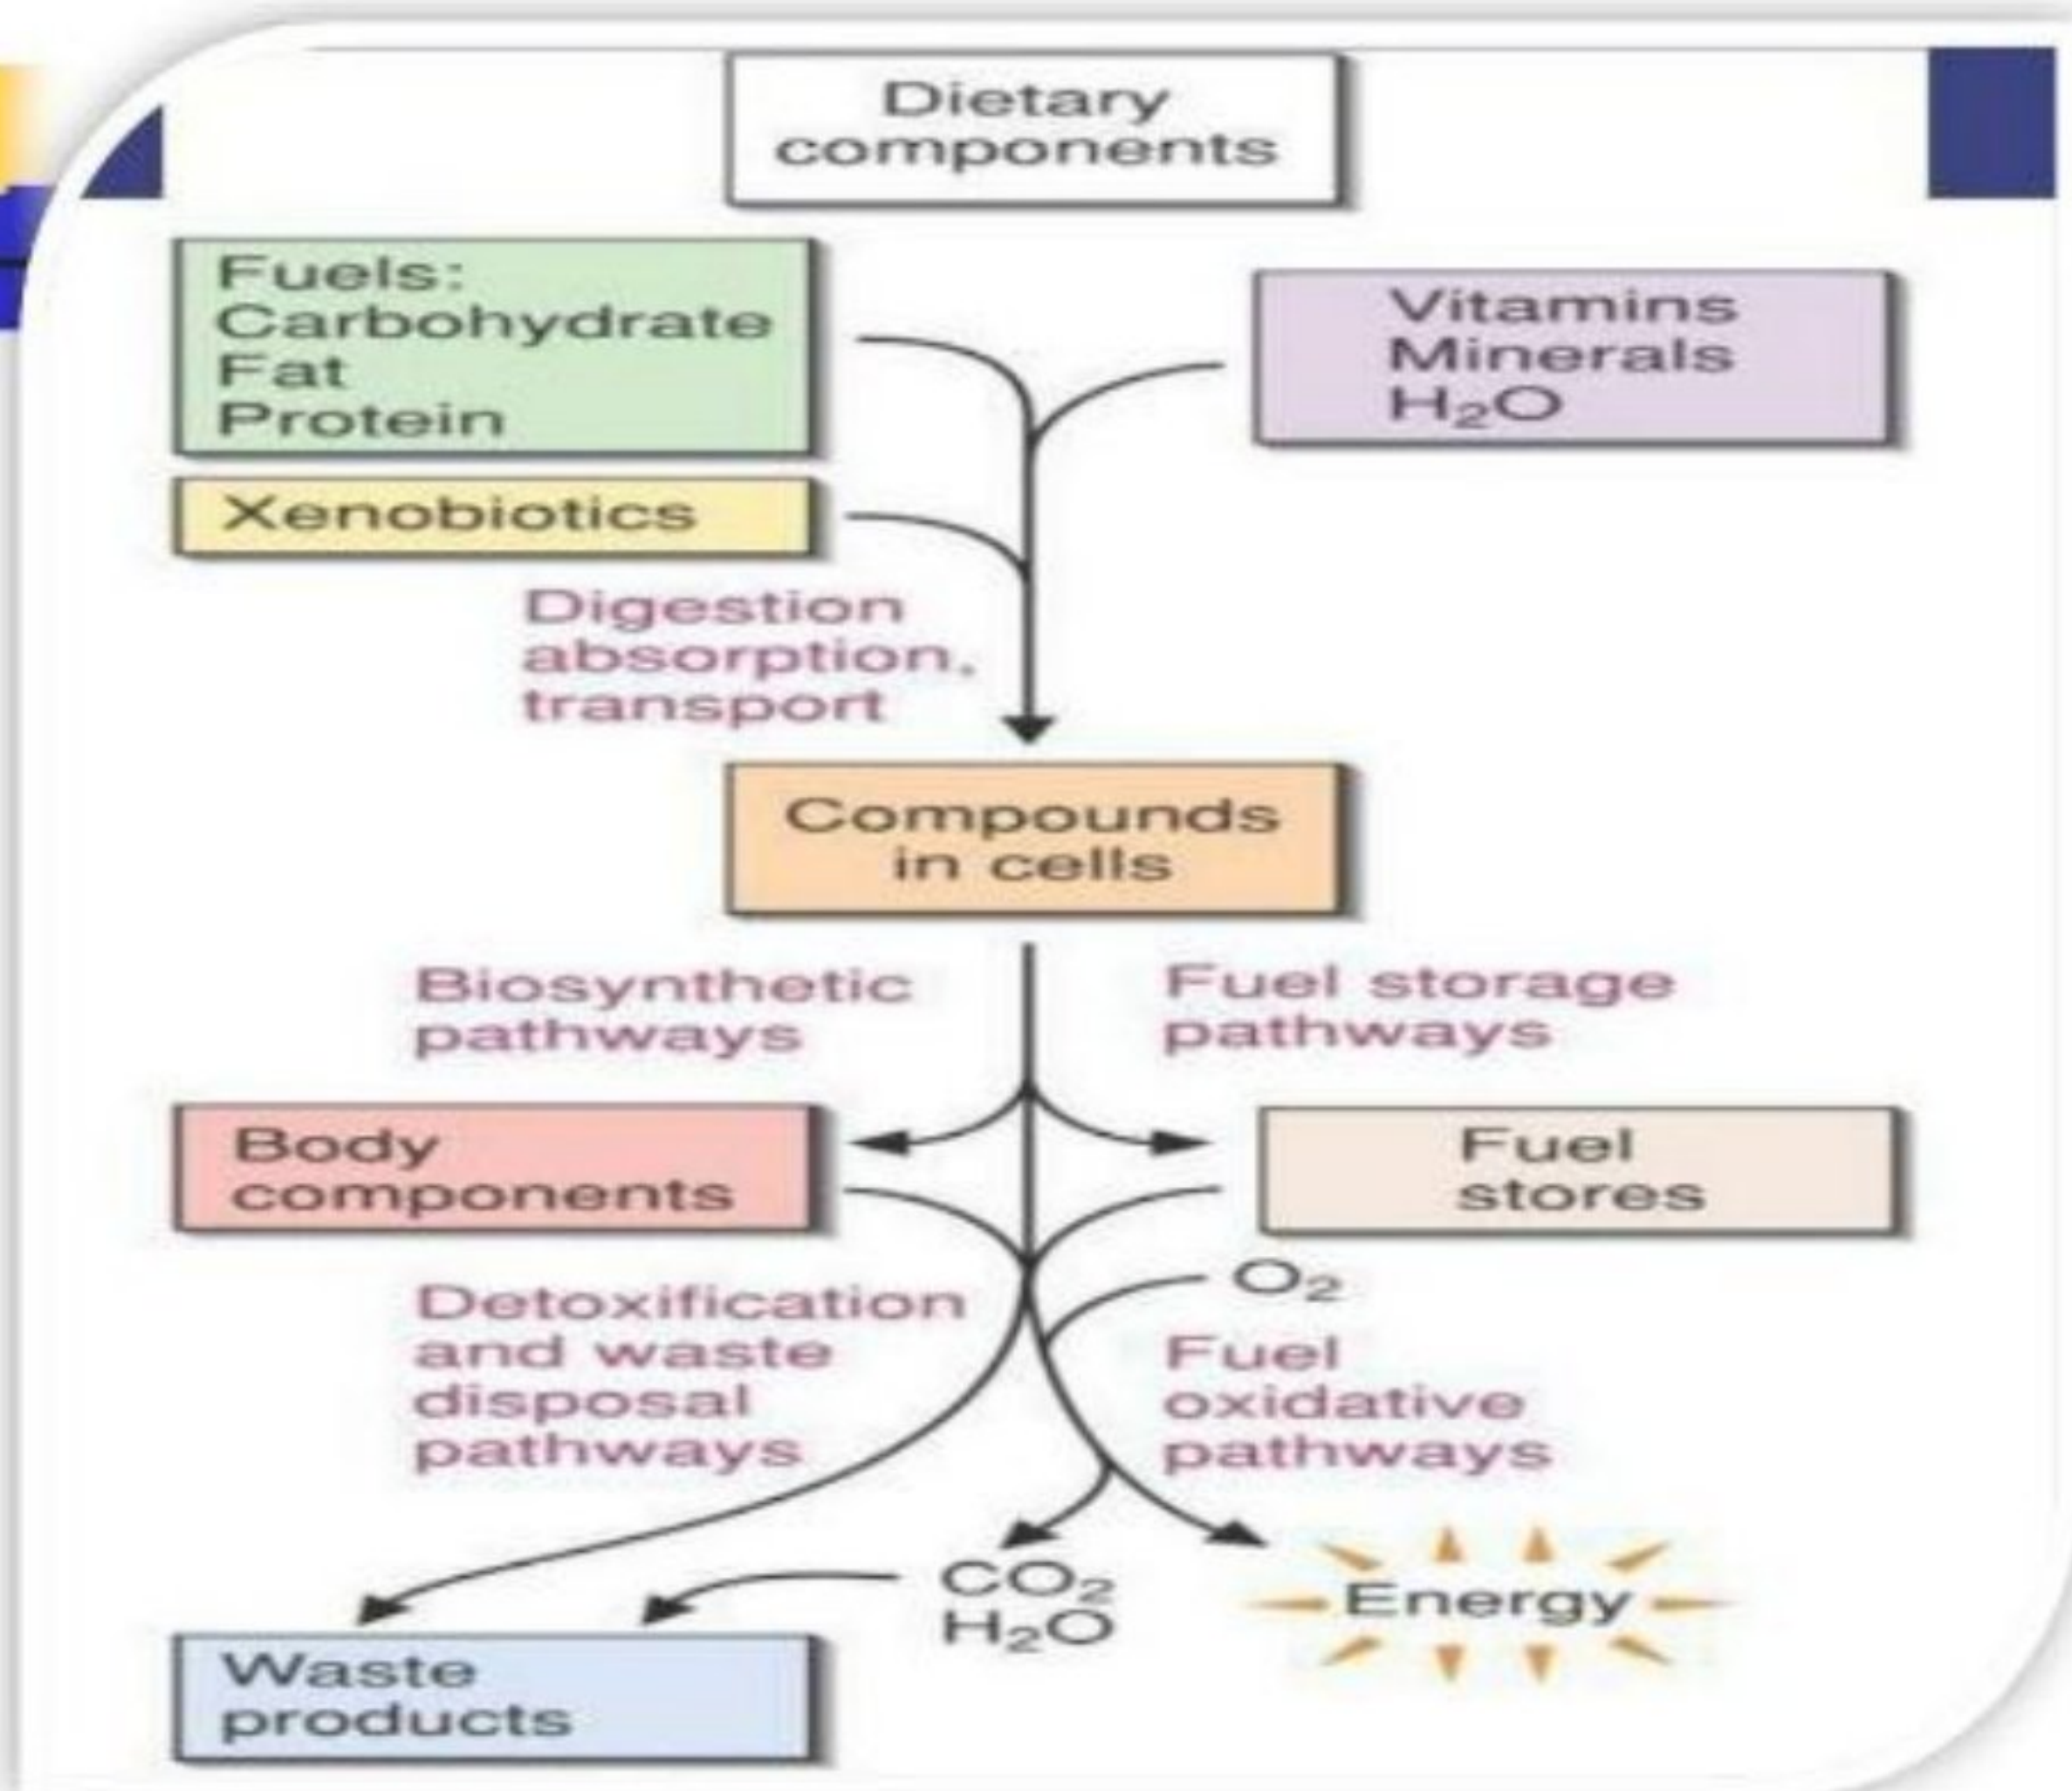 Dietary
components
Fuels:
Carbohydrate
Fat
Protein
Vitamins
Minerals
H₂O
Xenobiotics
Digestion
absorption,
transport
Compounds
in cells
Biosynthetic
pathways
Fuel storage
pathways
Body
components
Fuel
stores
O₂
Detoxification
and waste
disposal
pathways
Fuel
oxidative
pathways
CO₂
H₂O
Energy
Waste
products